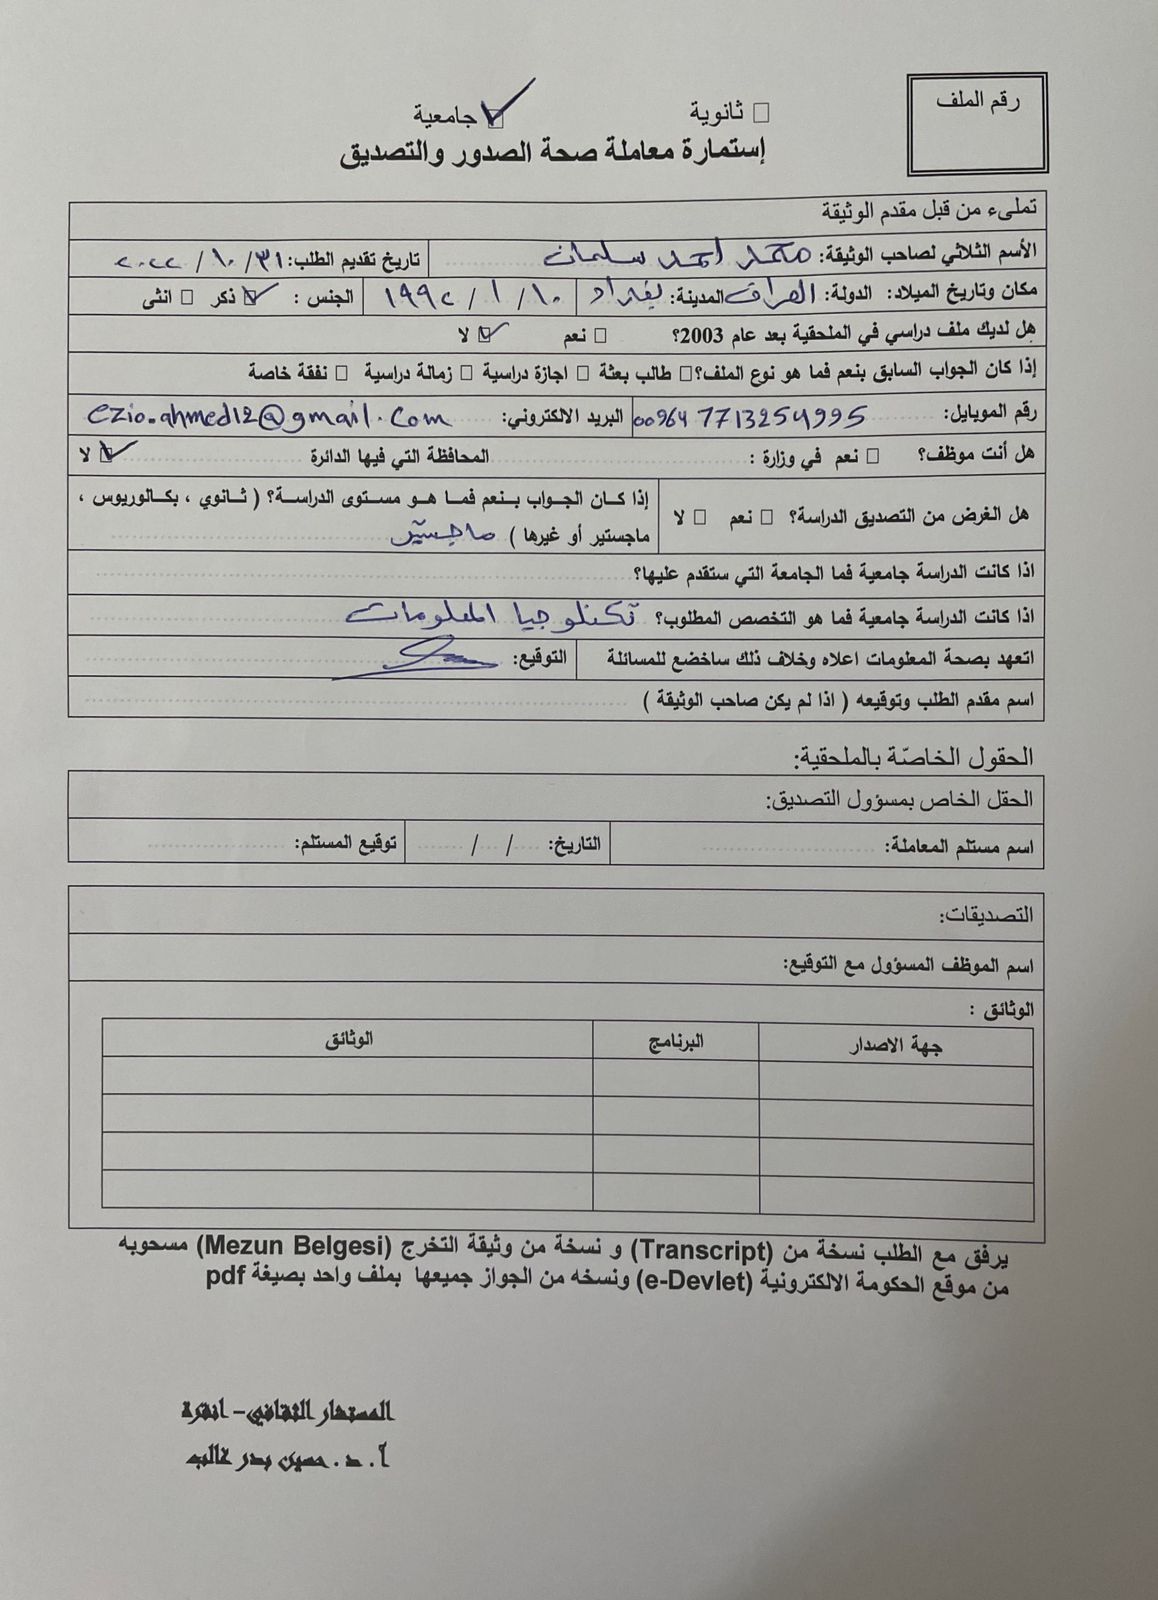 رقم الملف
□ ثانوية ☑ جامعية
إستمارة معاملة صحة الصدور والتصديق
تملىء من قبل مقدم الوثيقة
الأسم الثلاثي لصاحب الوثيقة: محمد احمد سلمان تاريخ تقديم الطلب: ٣١/ ١٠/ ٢٠٢٢
مكان وتاريخ الميلاد: الدولة: العراق المدينة: بغداد ١٠/ ١ / ١٩٩٢ الجنس : ☑ ذكر □ انثى
هل لديك ملف دراسي في الملحقية بعد عام 2003؟ □ نعم ☑ لا
إذا كان الجواب السابق بنعم فما هو نوع الملف؟ □ طالب بعثة □ اجازة دراسية □ زمالة دراسية □ نفقة خاصة
رقم الموبايل: 00964 7713254995 البريد الالكتروني: ezio.ahmed12@gmail.com
هل أنت موظف؟ □ نعم في وزارة : المحافظة التي فيها الدائرة ☑ لا
هل الغرض من التصديق الدراسة؟ □ نعم □ لا إذا كان الجواب بنعم فما هو مستوى الدراسة؟ ( ثانوي ، بكالوريوس ،
ماجستير أو غيرها ) ماجستير
اذا كانت الدراسة جامعية فما الجامعة التي ستقدم عليها؟
اذا كانت الدراسة جامعية فما هو التخصص المطلوب؟ تكنلوجيا المعلومات
اتعهد بصحة المعلومات اعلاه وخلاف ذلك ساخضع للمسائلة التوقيع:
اسم مقدم الطلب وتوقيعه ( اذا لم يكن صاحب الوثيقة )
الحقول الخاصّة بالملحقية:
الحقل الخاص بمسؤول التصديق:
اسم مستلم المعاملة: التاريخ: / / توقيع المستلم:
التصديقات:
اسم الموظف المسؤول مع التوقيع:
الوثائق :
جهة الاصدار البرنامج الوثائق
يرفق مع الطلب نسخة من (Transcript) و نسخة من وثيقة التخرج (Mezun Belgesi) مسحوبه
من موقع الحكومة الالكترونية (e-Devlet) ونسخه من الجواز جميعها بملف واحد بصيغة pdf
المستشار الثقافي - انقرة
أ. د. حسين بدر غالب